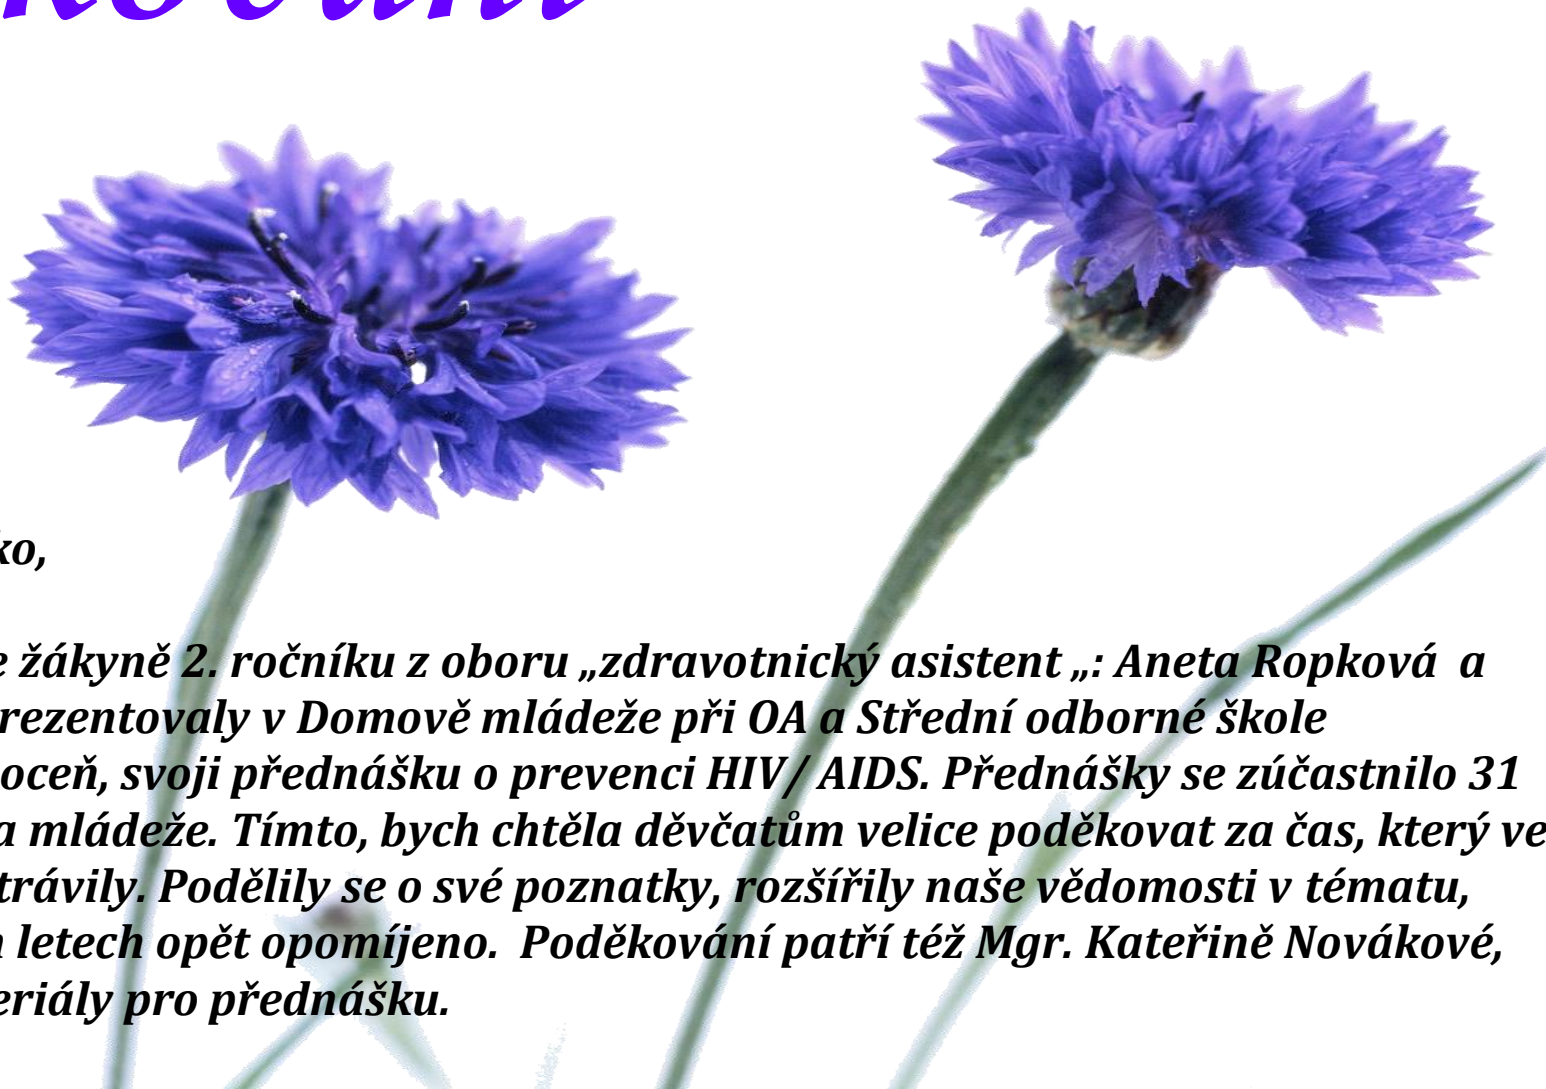 kování
ko,
e žákyně 2. ročníku z oboru „zdravotnický asistent „: Aneta Ropková a
rezentovaly v Domově mládeže při OA a Střední odborné škole
oceň, svoji přednášku o prevenci HIV/ AIDS. Přednášky se zúčastnilo 31
a mládeže. Tímto, bych chtěla děvčatům velice poděkovat za čas, který ve
trávily. Podělily se o své poznatky, rozšířily naše vědomosti v tématu,
letech opět opomíjeno. Poděkování patří též Mgr. Kateřině Novákové,
eriály pro přednášku.